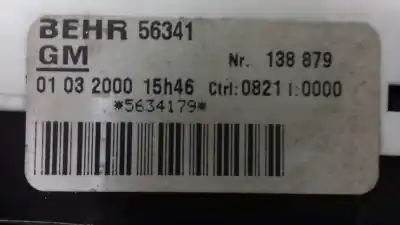 BEHR 56341
GM Nr. 138 879
01 03 2000 15h46 Ctrl:0821 i:0000
*5634179*